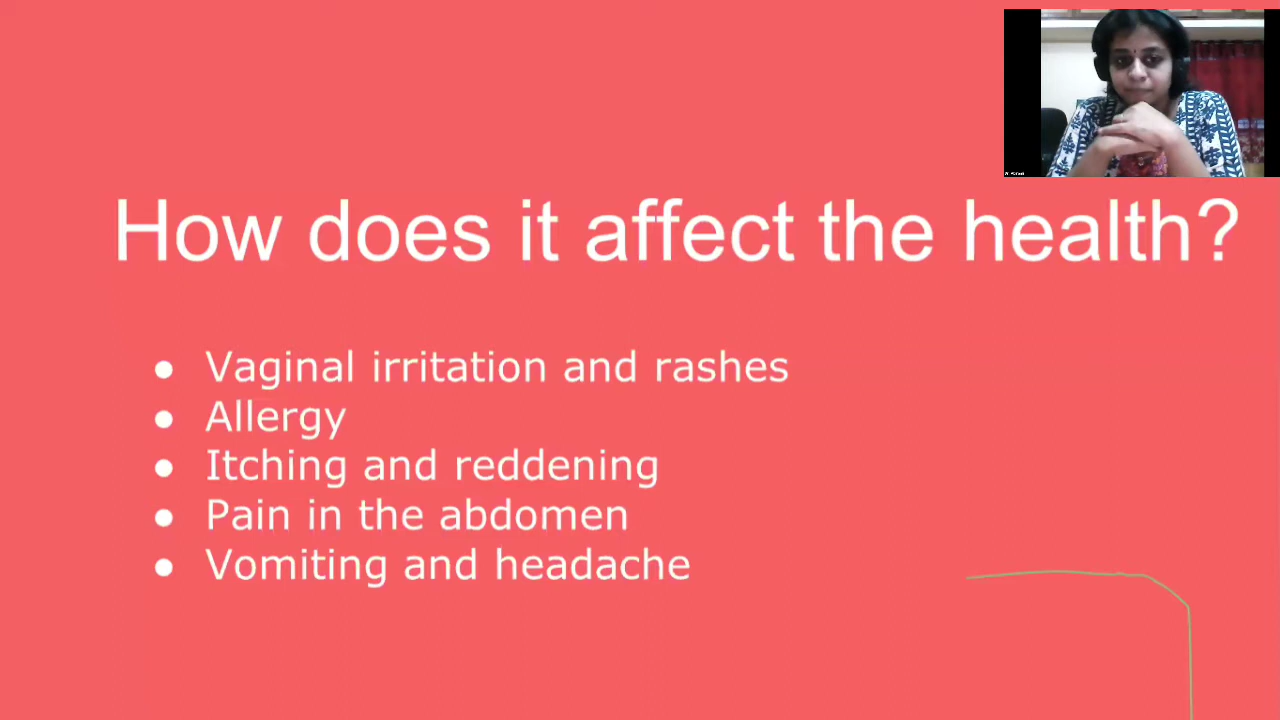 How does it affect the health?
● Vaginal irritation and rashes
● Allergy
● Itching and reddening
● Pain in the abdomen
● Vomiting and headache